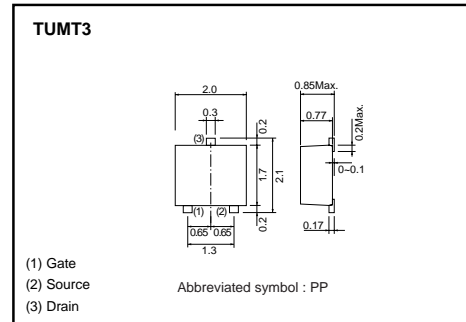 TUMT3
2.0
0.3
(3)
0.2
1.7
2.1
0.2
(1) (2)
0.65 0.65
1.3
0.85Max.
0.77
0.2Max.
0~0.1
0.17
(1) Gate
(2) Source
(3) Drain
Abbreviated symbol : PP